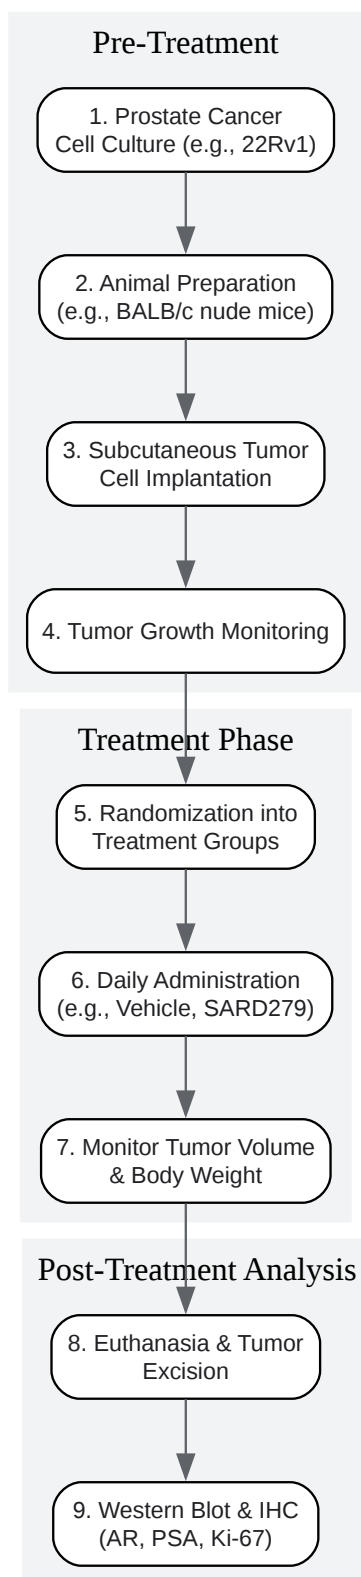 Pre-Treatment
1. Prostate Cancer
Cell Culture (e.g., 22Rv1)
2. Animal Preparation
(e.g., BALB/c nude mice)
3. Subcutaneous Tumor
Cell Implantation
4. Tumor Growth Monitoring
Treatment Phase
5. Randomization into
Treatment Groups
6. Daily Administration
(e.g., Vehicle, SARD279)
7. Monitor Tumor Volume
& Body Weight
Post-Treatment Analysis
8. Euthanasia & Tumor
Excision
9. Western Blot & IHC
(AR, PSA, Ki-67)